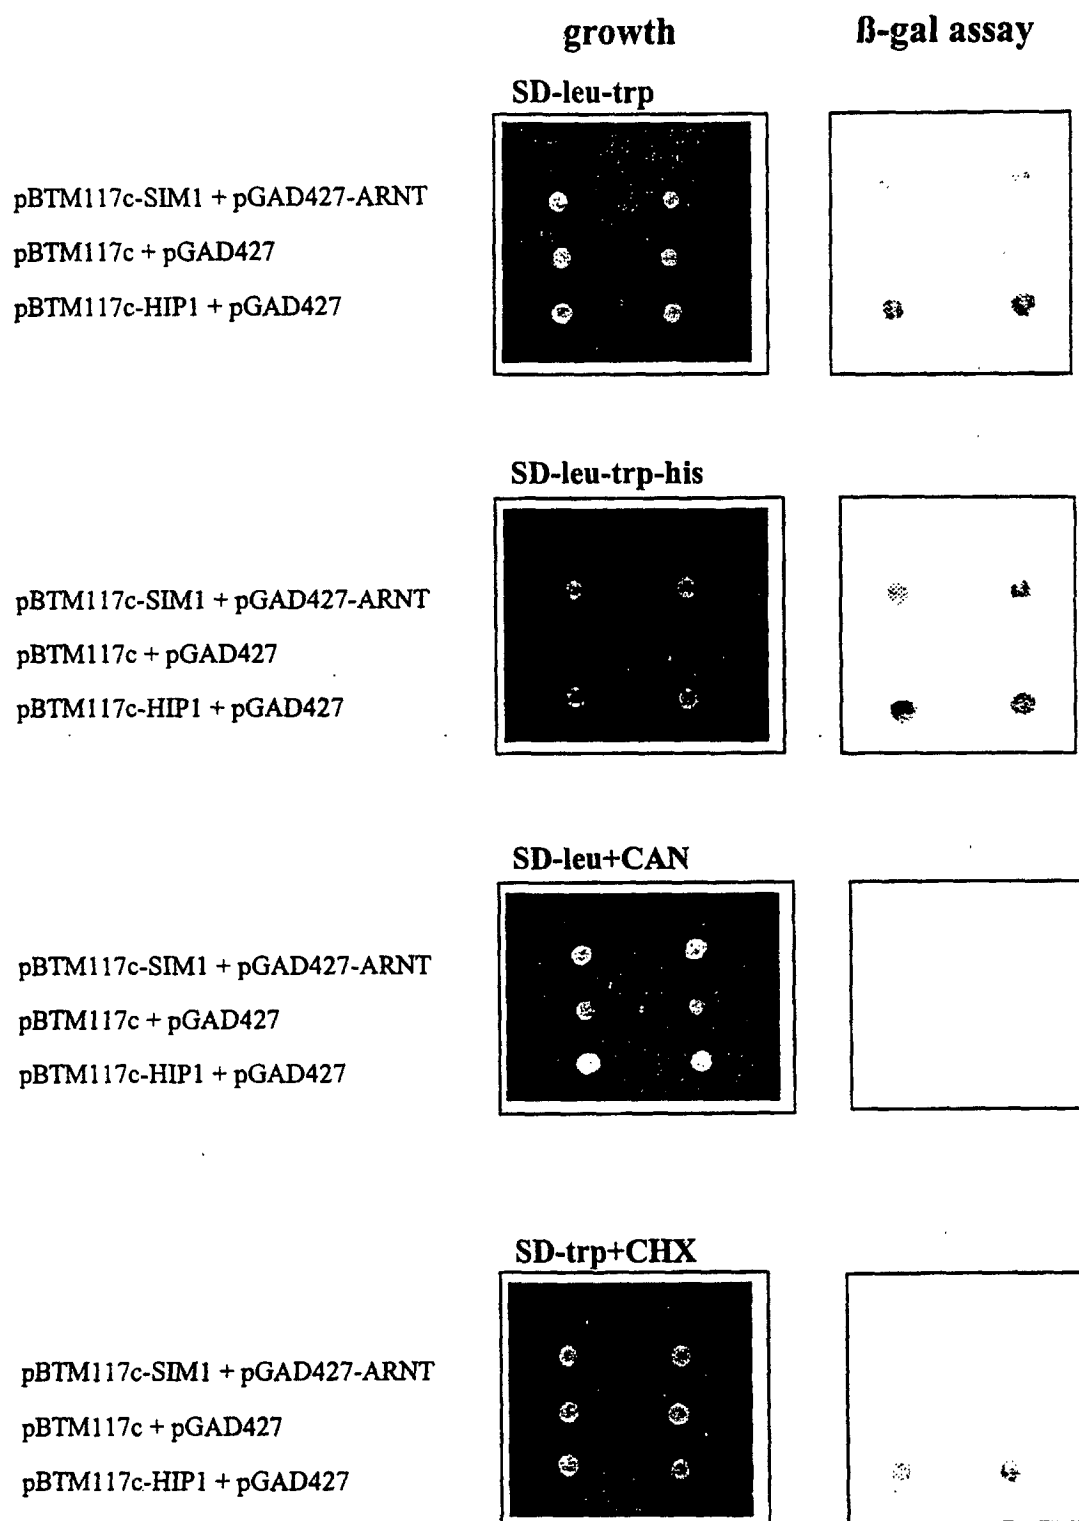 growth ß-gal assay
SD-leu-trp
pBTM117c-SIM1 + pGAD427-ARNT
pBTM117c + pGAD427
pBTM117c-HIP1 + pGAD427
SD-leu-trp-his
pBTM117c-SIM1 + pGAD427-ARNT
pBTM117c + pGAD427
pBTM117c-HIP1 + pGAD427
SD-leu+CAN
pBTM117c-SIM1 + pGAD427-ARNT
pBTM117c + pGAD427
pBTM117c-HIP1 + pGAD427
SD-trp+CHX
pBTM117c-SIM1 + pGAD427-ARNT
pBTM117c + pGAD427
pBTM117c-HIP1 + pGAD427